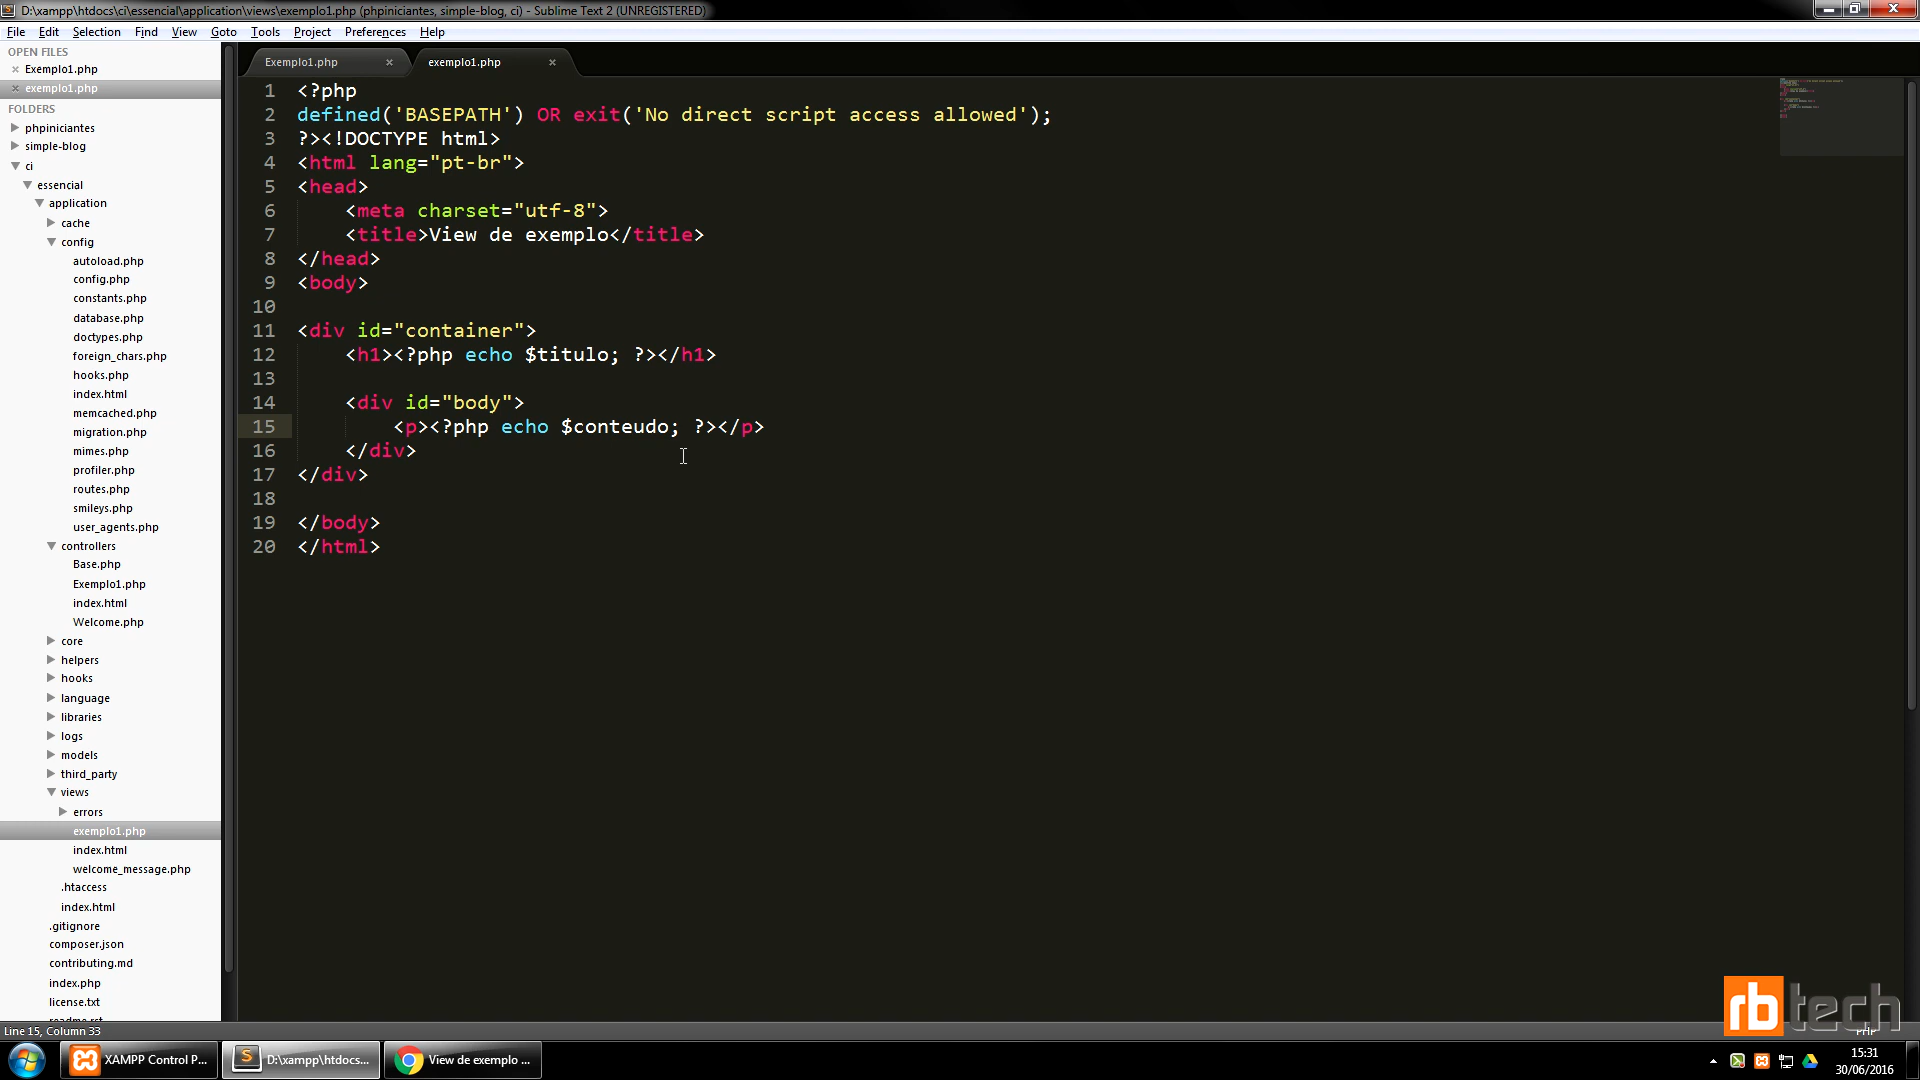 D:\xampp\htdocs\ci\essencial\application\views\exemplo1.php (phpiniciantes, simple-blog, ci) - Sublime Text 2 (UNREGISTERED)
File Edit Selection Find View Goto Tools Project Preferences Help
OPEN FILES
Exemplo1.php
exemplo1.php
FOLDERS
phpiniciantes
simple-blog
ci
essencial
application
cache
config
autoload.php
config.php
constants.php
database.php
doctypes.php
foreign_chars.php
hooks.php
index.html
memcached.php
migration.php
mimes.php
profiler.php
routes.php
smileys.php
user_agents.php
controllers
Base.php
Exemplo1.php
index.html
Welcome.php
core
helpers
hooks
language
libraries
logs
models
third_party
views
errors
exemplo1.php
index.html
welcome_message.php
.htaccess
index.html
.gitignore
composer.json
contributing.md
index.php
license.txt
readme.rst
Exemplo1.php × exemplo1.php ×
1 <?php
2 defined('BASEPATH') OR exit('No direct script access allowed');
3 ?><!DOCTYPE html>
4 <html lang="pt-br">
5 <head>
6 <meta charset="utf-8">
7 <title>View de exemplo</title>
8 </head>
9 <body>
10
11 <div id="container">
12 <h1><?php echo $titulo; ?></h1>
13
14 <div id="body">
15 <p><?php echo $conteudo; ?></p>
16 </div>
17 </div>
18
19 </body>
20 </html>
rbtech
Line 15, Column 33
PHP
XAMPP Control P...
D:\xampp\htdocs...
View de exemplo ...
15:31
30/06/2016